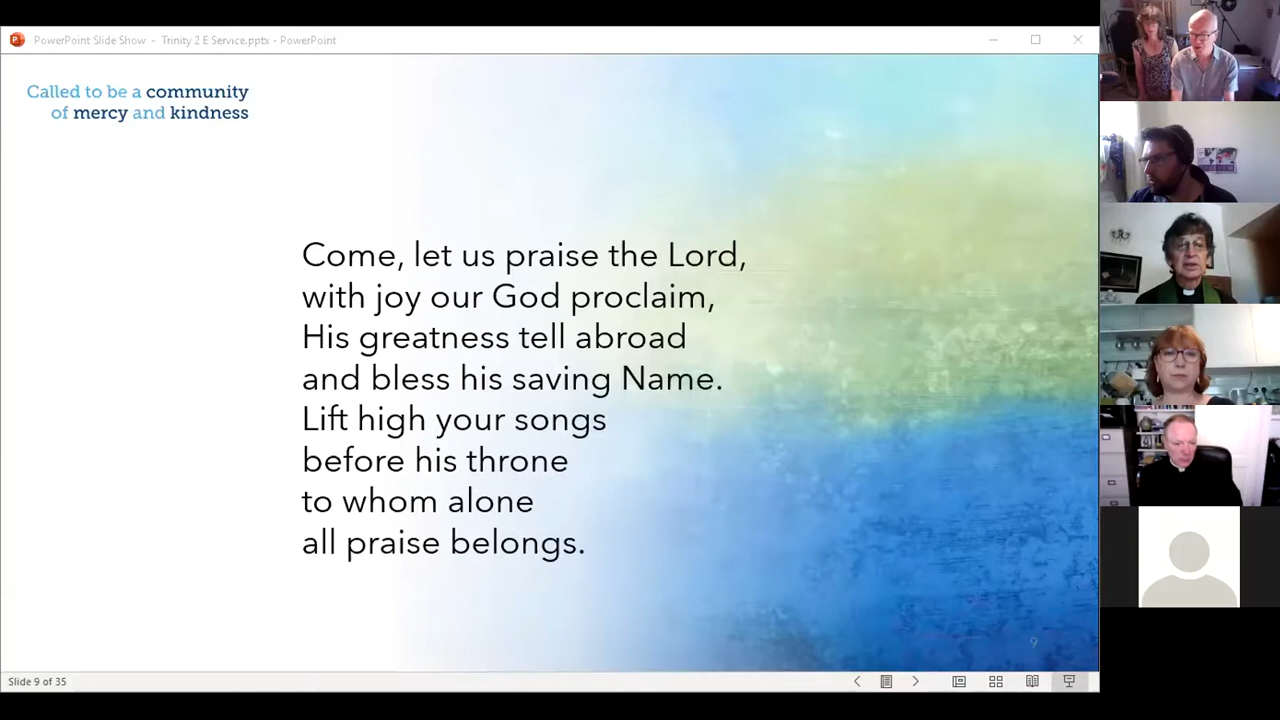 PowerPoint Slide Show - Trinity 2 E Service.pptx - PowerPoint
Called to be a community
of mercy and kindness
Come, let us praise the Lord,
with joy our God proclaim,
His greatness tell abroad
and bless his saving Name.
Lift high your songs
before his throne
to whom alone
all praise belongs.
9
Slide 9 of 35